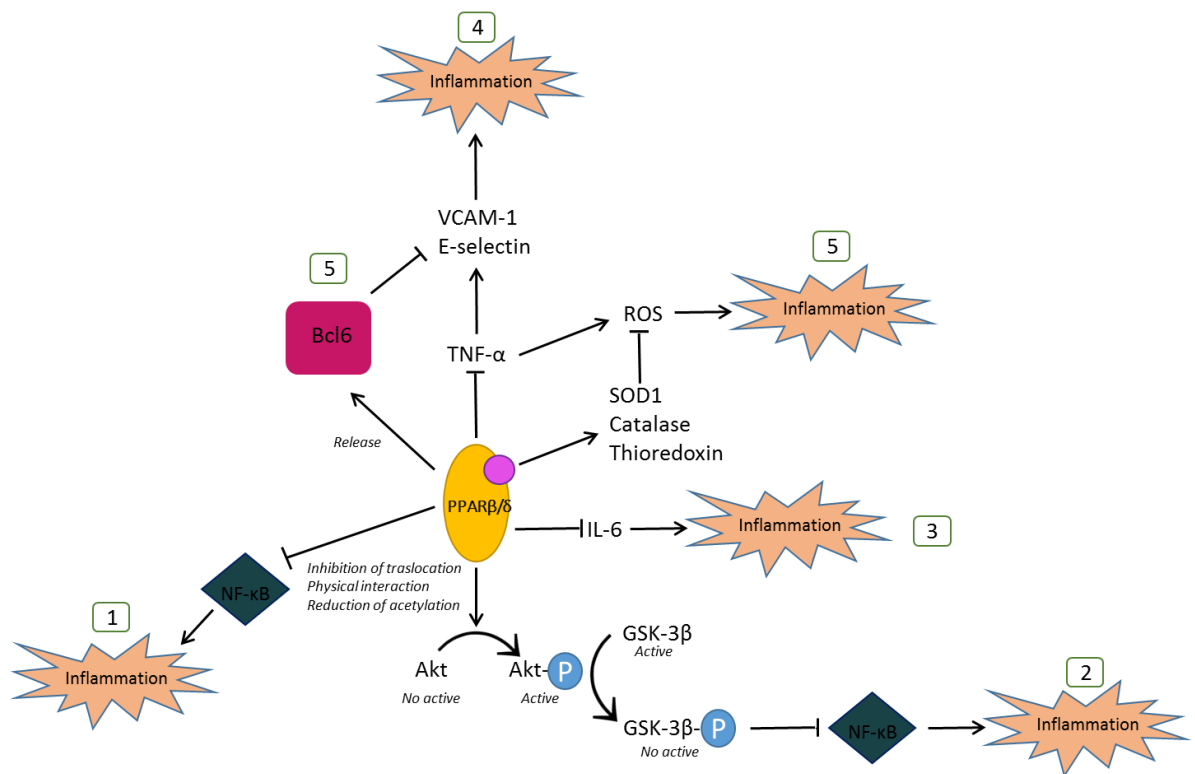 4
Inflammation
VCAM-1
E-selectin
5
5
Inflammation
ROS
Bcl6
TNF-α
SOD1
Catalase
Thioredoxin
Release
PPARβ/δ
IL-6
Inflammation
3
Inhibition of traslocation
Physical interaction
Reduction of acetylation
NF-κB
1
Inflammation
Akt
No active
Akt-P
Active
GSK-3β
Active
GSK-3β-P
No active
NF-κB
2
Inflammation